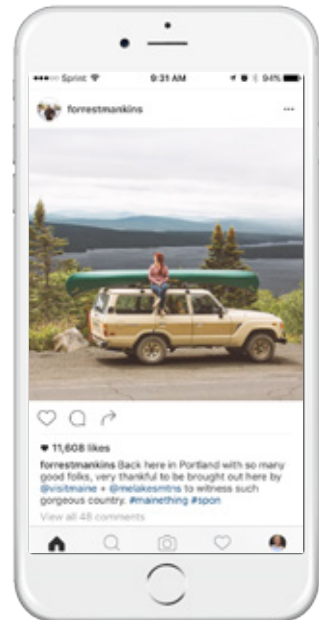 Sprint 9:31 AM 94%
forrestmankins
11,608 likes
forrestmankins Back here in Portland with so many
good folks, very thankful to be brought out here by
@visitmaine + @melakesmtns to witness such
gorgeous country. #mainething #spon
View all 48 comments